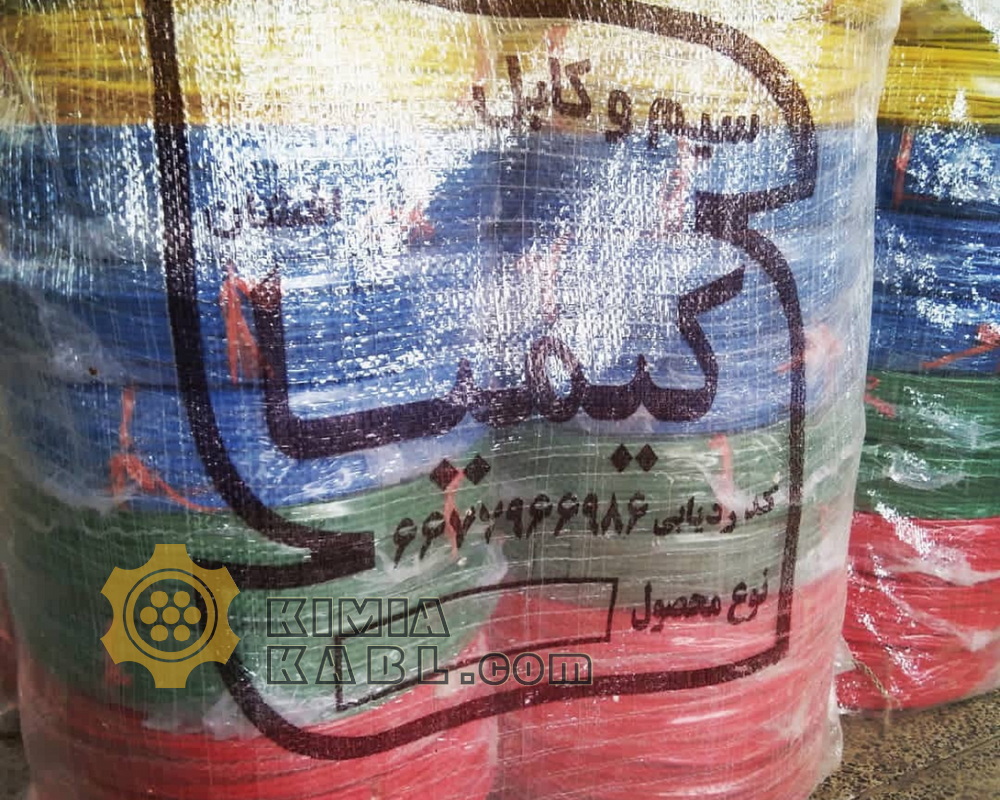 سیم و کابل
کیمیا
کد ردیابی ۶۶۷۷۹۶۶۹۸۶
نوع محصول
KIMIA
KABL.com